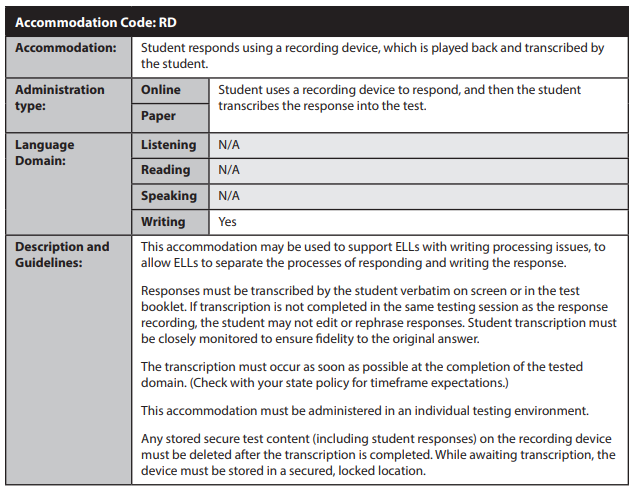 Accommodation Code: RD
Accommodation:
Student responds using a recording device, which is played back and transcribed by
the student.
Administration
type:
Online
Paper
Student uses a recording device to respond, and then the student
transcribes the response into the test.
Language
Domain:
Listening N/A
Reading N/A
Speaking N/A
Writing Yes
Description and
Guidelines:
This accommodation may be used to support ELLs with writing processing issues, to
allow ELLs to separate the processes of responding and writing the response.
Responses must be transcribed by the student verbatim on screen or in the test
booklet. If transcription is not completed in the same testing session as the response
recording, the student may not edit or rephrase responses. Student transcription must
be closely monitored to ensure fidelity to the original answer.
The transcription must occur as soon as possible at the completion of the tested
domain. (Check with your state policy for timeframe expectations.)
This accommodation must be administered in an individual testing environment.
Any stored secure test content (including student responses) on the recording device
must be deleted after the transcription is completed. While awaiting transcription, the
device must be stored in a secured, locked location.